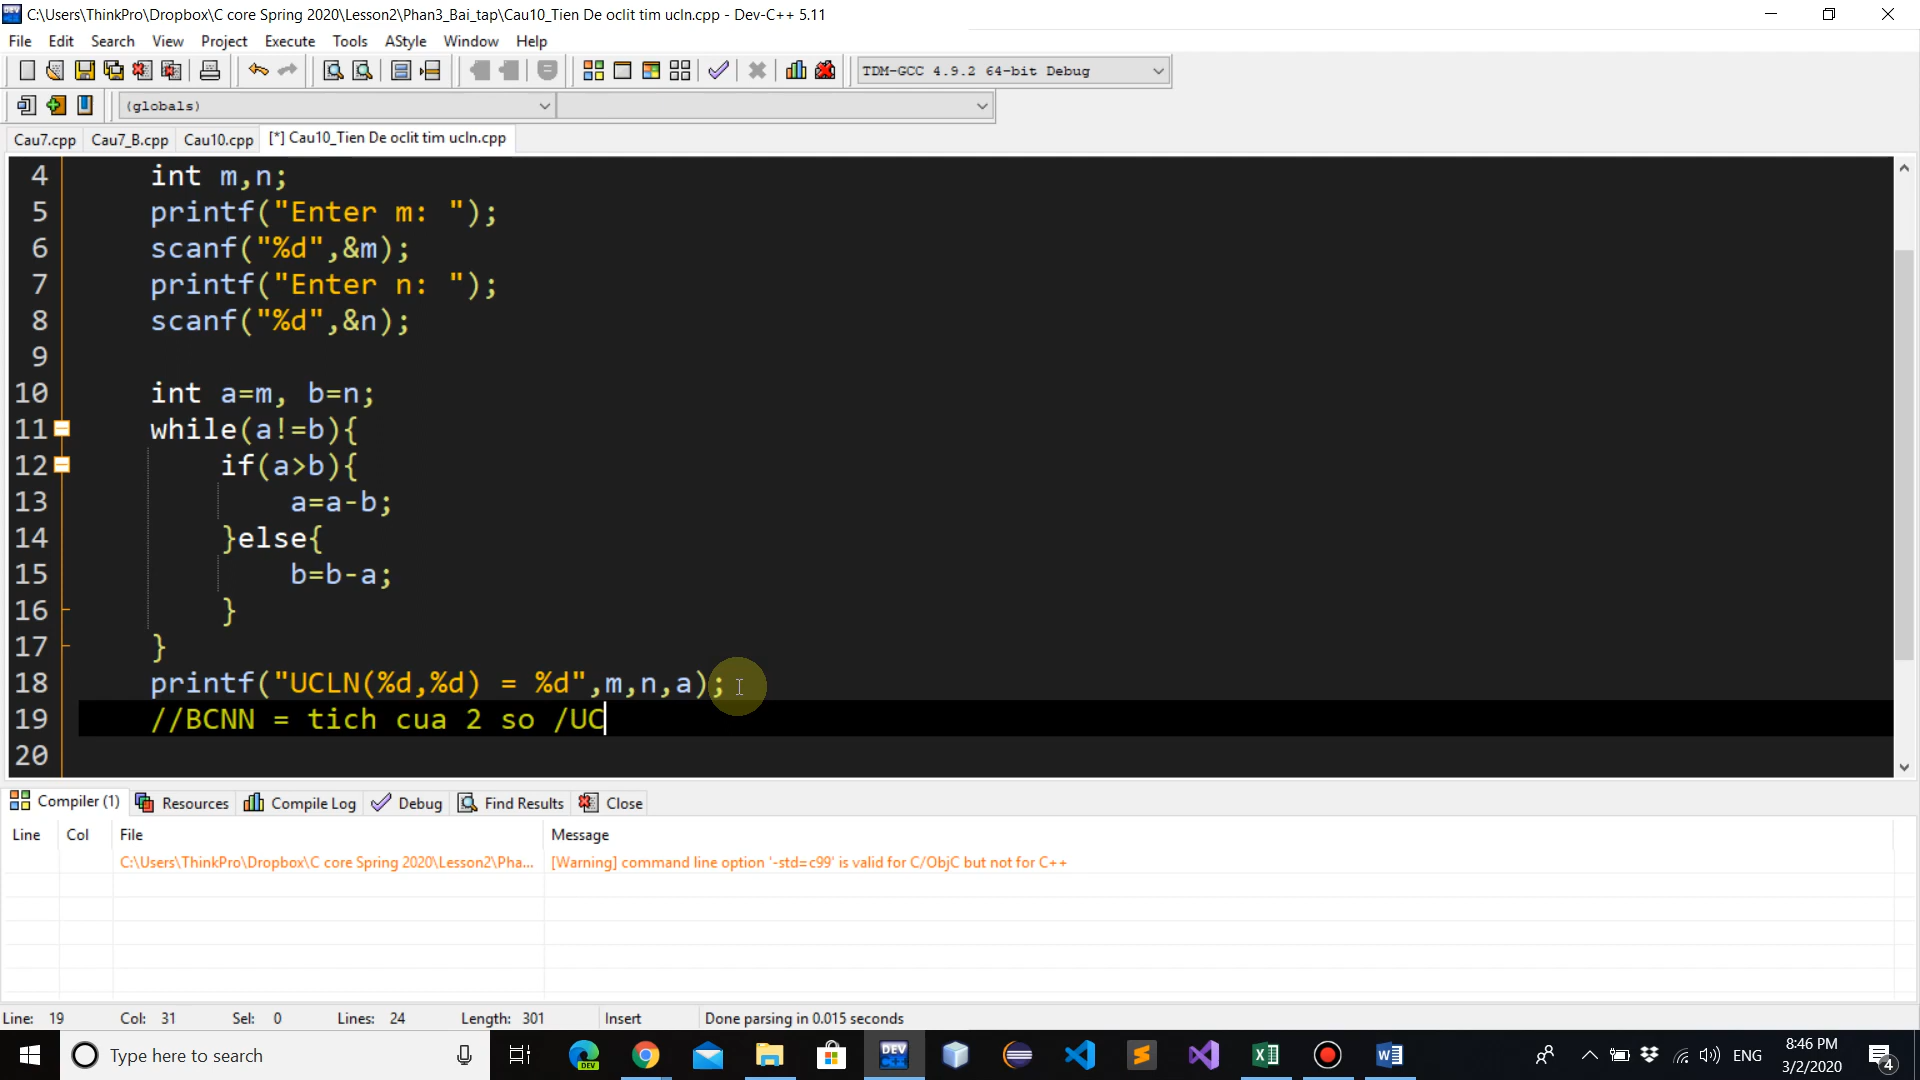 C:\Users\ThinkPro\Dropbox\C core Spring 2020\Lesson2\Phan3_Bai_tap\Cau10_Tien De oclit tim ucln.cpp - Dev-C++ 5.11
File Edit Search View Project Execute Tools AStyle Window Help
TDM-GCC 4.9.2 64-bit Debug
(globals)
Cau7.cpp Cau7_B.cpp Cau10.cpp [*] Cau10_Tien De oclit tim ucln.cpp
4 int m,n;
5 printf("Enter m: ");
6 scanf("%d",&m);
7 printf("Enter n: ");
8 scanf("%d",&n);
9
10 int a=m, b=n;
11 while(a!=b){
12 if(a>b){
13 a=a-b;
14 }else{
15 b=b-a;
16 }
17 }
18 printf("UCLN(%d,%d) = %d",m,n,a);
19 //BCNN = tich cua 2 so /UC
20
Compiler (1) Resources Compile Log Debug Find Results Close
Line Col File Message
C:\Users\ThinkPro\Dropbox\C core Spring 2020\Lesson2\Pha... [Warning] command line option '-std=c99' is valid for C/ObjC but not for C++
Line: 19 Col: 31 Sel: 0 Lines: 24 Length: 301 Insert Done parsing in 0.015 seconds
Type here to search
DEV
DEV C++
ENG
8:46 PM
3/2/2020
4